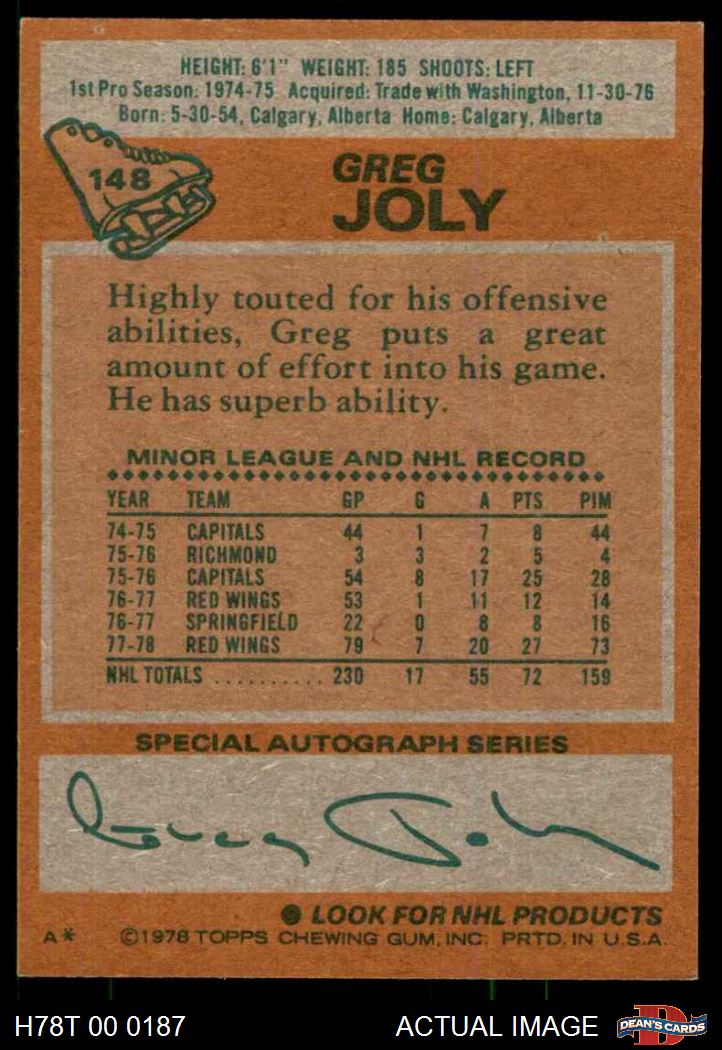 HEIGHT: 6'1" WEIGHT: 185 SHOOTS: LEFT
1st Pro Season: 1974-75 Acquired: Trade with Washington, 11-30-76
Born: 5-30-54, Calgary, Alberta Home: Calgary, Alberta
148
GREG
JOLY
Highly touted for his offensive
abilities, Greg puts a great
amount of effort into his game.
He has superb ability.
MINOR LEAGUE AND NHL RECORD
YEAR TEAM GP G A PTS PIM
74-75 CAPITALS 44 1 7 8 44
75-76 RICHMOND 3 3 2 5 4
75-76 CAPITALS 54 8 17 25 28
76-77 RED WINGS 53 1 11 12 14
76-77 SPRINGFIELD 22 0 8 8 16
77-78 RED WINGS 79 7 20 27 73
NHL TOTALS .......... 230 17 55 72 159
SPECIAL AUTOGRAPH SERIES
Greg Joly
● LOOK FOR NHL PRODUCTS
A* ©1978 TOPPS CHEWING GUM, INC. PRTD. IN U.S.A.
H78T 00 0187 ACTUAL IMAGE D DEAN'S CARDS